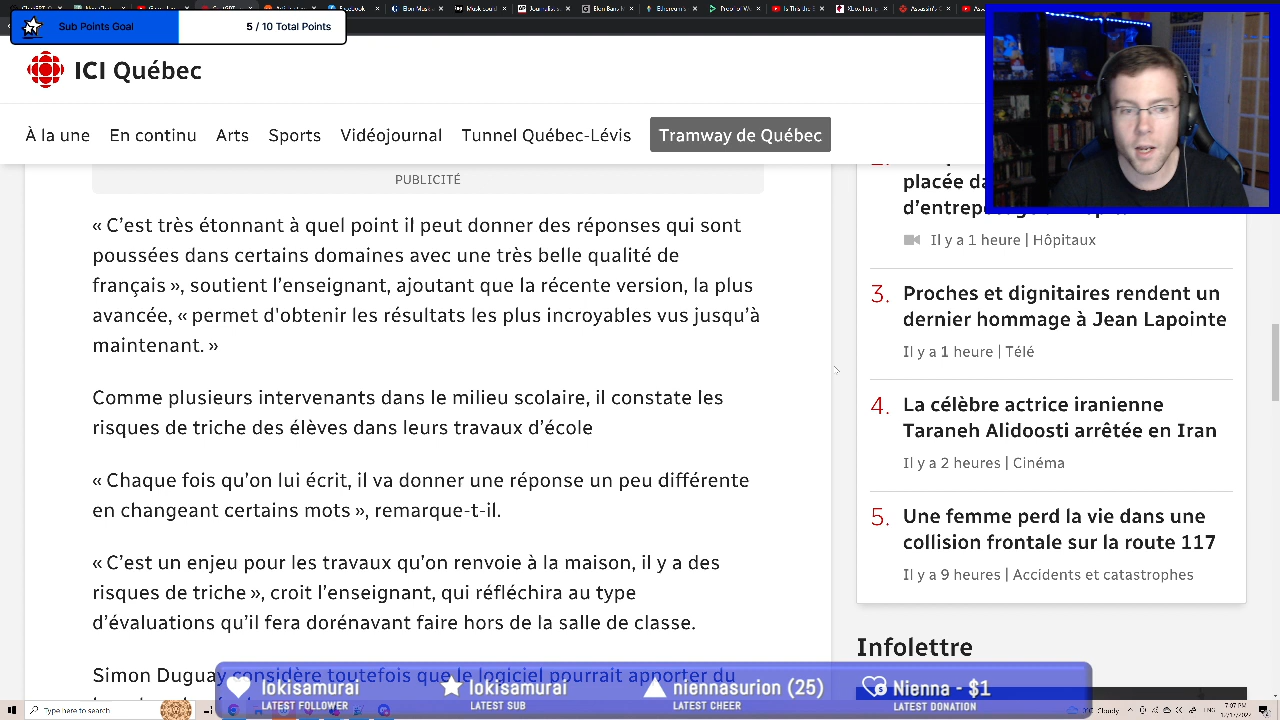 Sub Points Goal
5 / 10 Total Points
ICI Québec
À la une En continu Arts Sports Vidéojournal Tunnel Québec-Lévis Tramway de Québec
PUBLICITÉ
« C’est très étonnant à quel point il peut donner des réponses qui sont
poussées dans certains domaines avec une très belle qualité de
français », soutient l’enseignant, ajoutant que la récente version, la plus
avancée, « permet d'obtenir les résultats les plus incroyables vus jusqu’à
maintenant. »
Comme plusieurs intervenants dans le milieu scolaire, il constate les
risques de triche des élèves dans leurs travaux d’école
« Chaque fois qu’on lui écrit, il va donner une réponse un peu différente
en changeant certains mots », remarque-t-il.
« C’est un enjeu pour les travaux qu’on renvoie à la maison, il y a des
risques de triche », croit l’enseignant, qui réfléchira au type
d’évaluations qu’il fera dorénavant faire hors de la salle de classe.
Simon Duguay considère toutefois que le logiciel pourrait apporter du
placée
Il y a 1 heure | Hôpitaux
3. Proches et dignitaires rendent un
dernier hommage à Jean Lapointe
Il y a 1 heure | Télé
4. La célèbre actrice iranienne
Taraneh Alidoosti arrêtée en Iran
Il y a 2 heures | Cinéma
5. Une femme perd la vie dans une
collision frontale sur la route 117
Il y a 9 heures | Accidents et catastrophes
Infolettre
lokisamurai
LATEST FOLLOWER
lokisamurai
LATEST SUB
niennasurion (25)
LATEST CHEER
Nienna - $1
LATEST DONATION
Type here to search
Cloudy
ENG
7:07 PM